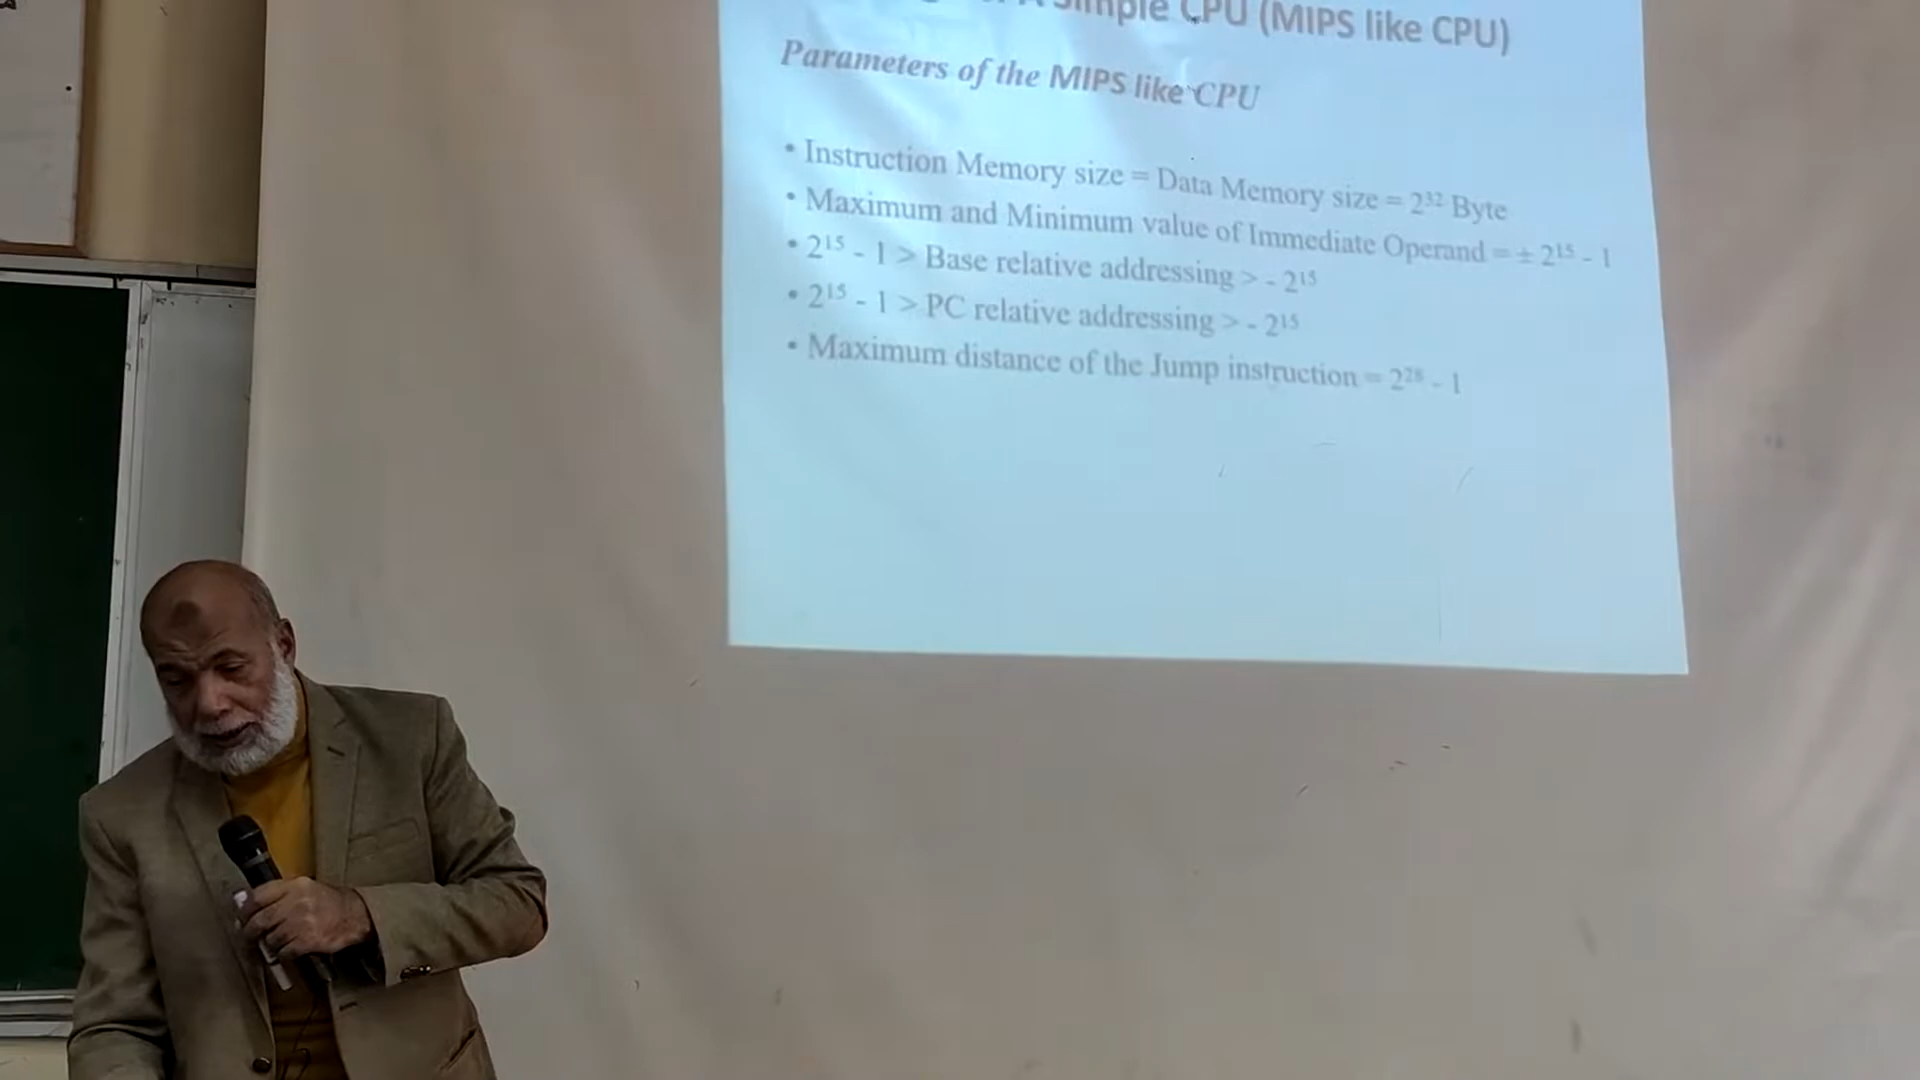 Simple CPU (MIPS like CPU)
Parameters of the MIPS like CPU
• Instruction Memory size = Data Memory size = 2³² Byte
• Maximum and Minimum value of Immediate Operand = ± 2¹⁵ - 1
• 2¹⁵ - 1 > Base relative addressing > - 2¹⁵
• 2¹⁵ - 1 > PC relative addressing > - 2¹⁵
• Maximum distance of the Jump instruction = 2²⁸ - 1